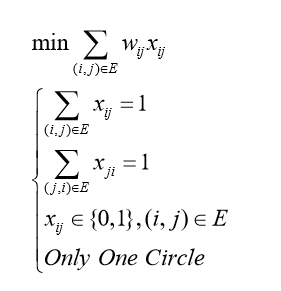 min ∑_{(i,j)∈E} w_{ij} x_{ij}
∑_{(i,j)∈E} x_{ij} = 1
∑_{(j,i)∈E} x_{ji} = 1
x_{ij} ∈ {0,1}, (i, j) ∈ E
Only One Circle